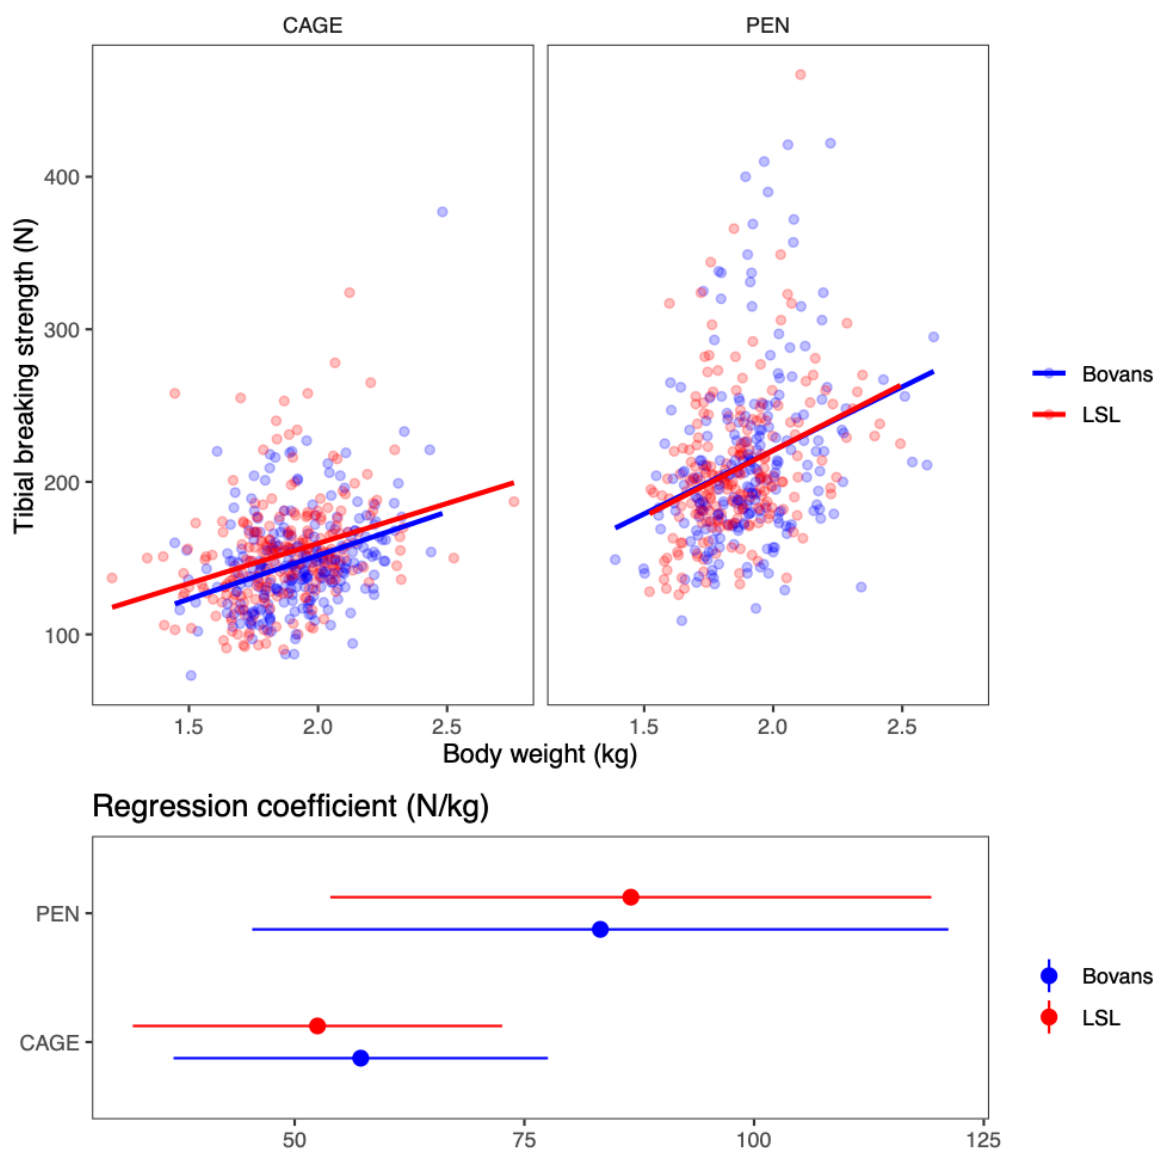 CAGE PEN
Tibial breaking strength (N)
400
300
200
100
1.5 2.0 2.5 1.5 2.0 2.5
Body weight (kg)
Bovans
LSL
Regression coefficient (N/kg)
PEN
CAGE
50 75 100 125
Bovans
LSL